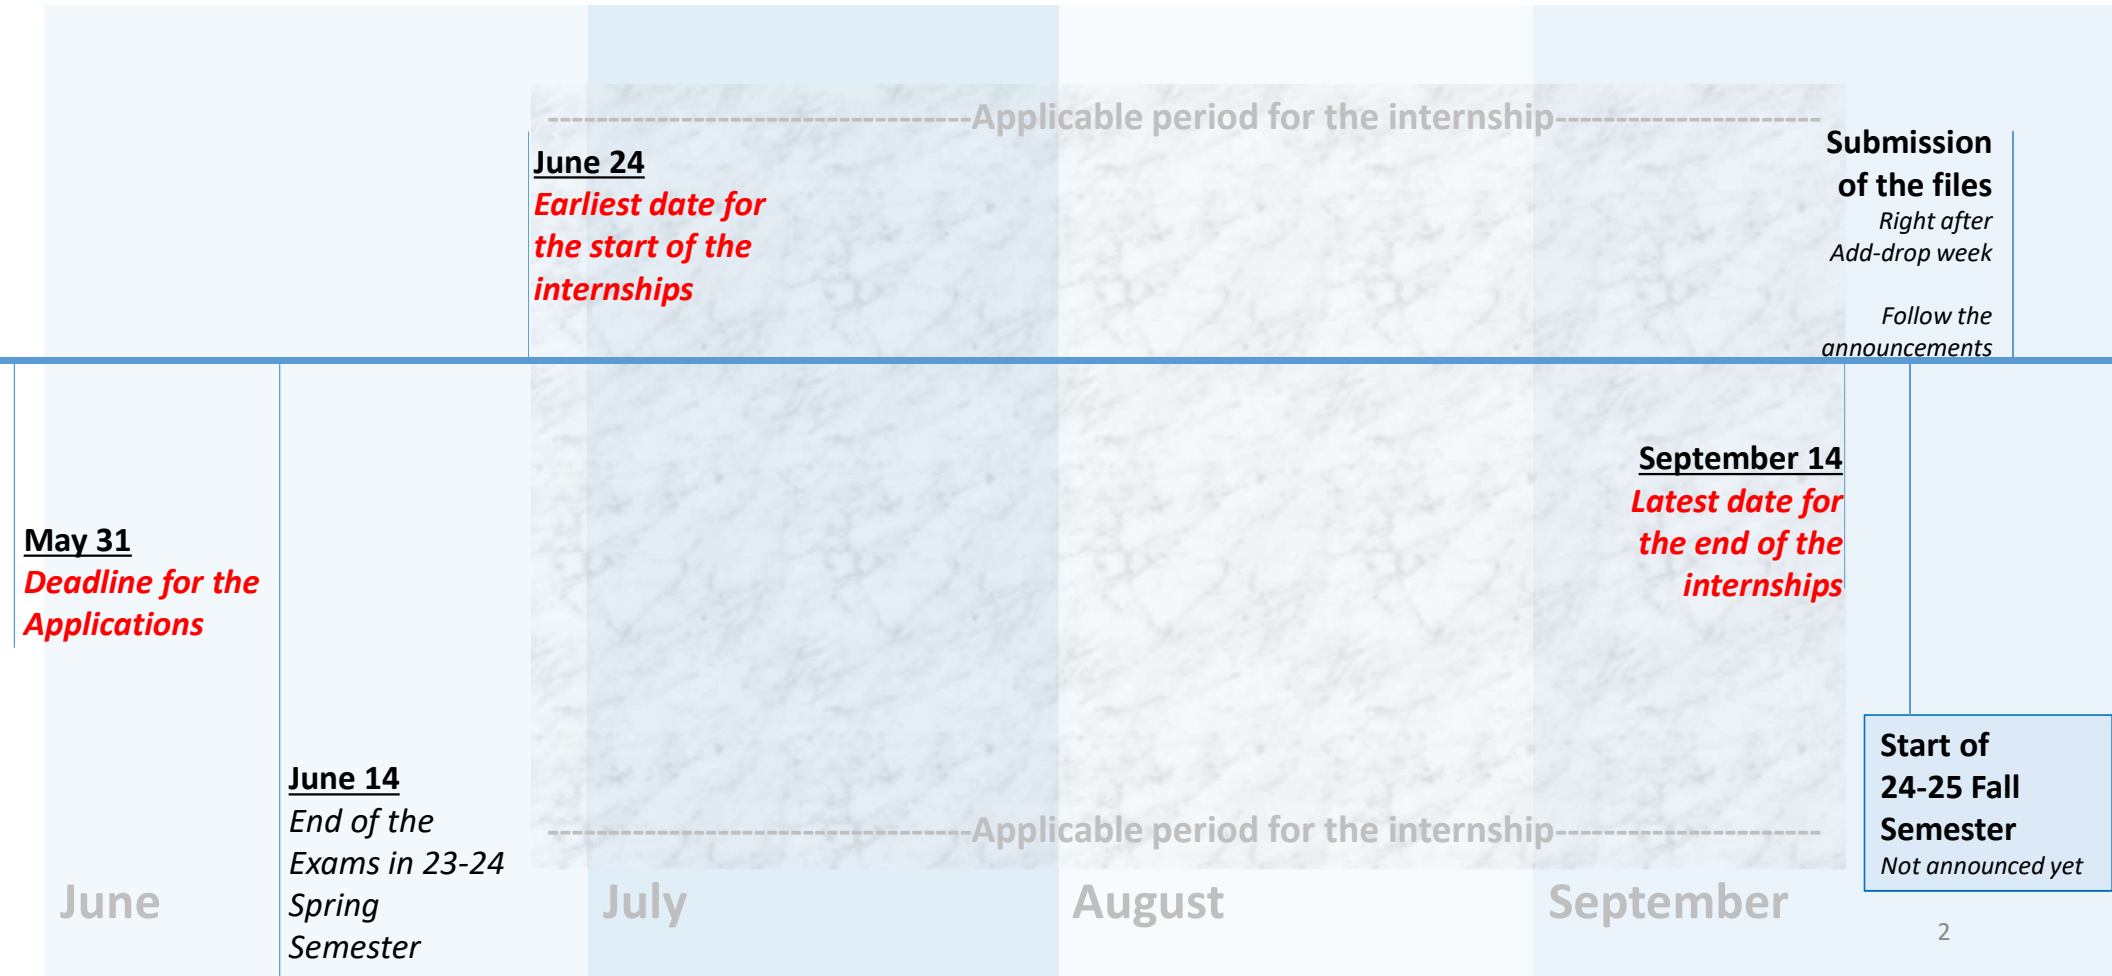 ----------------------------------Applicable period for the internship----------------------
June 24
Earliest date for
the start of the
internships
Submission
of the files
Right after
Add-drop week
Follow the
announcements
May 31
Deadline for the
Applications
September 14
Latest date for
the end of the
internships
June 14
End of the
Exams in 23-24
Spring
Semester
Start of
24-25 Fall
Semester
Not announced yet
----------------------------------Applicable period for the internship----------------------
June
July
August
September
2